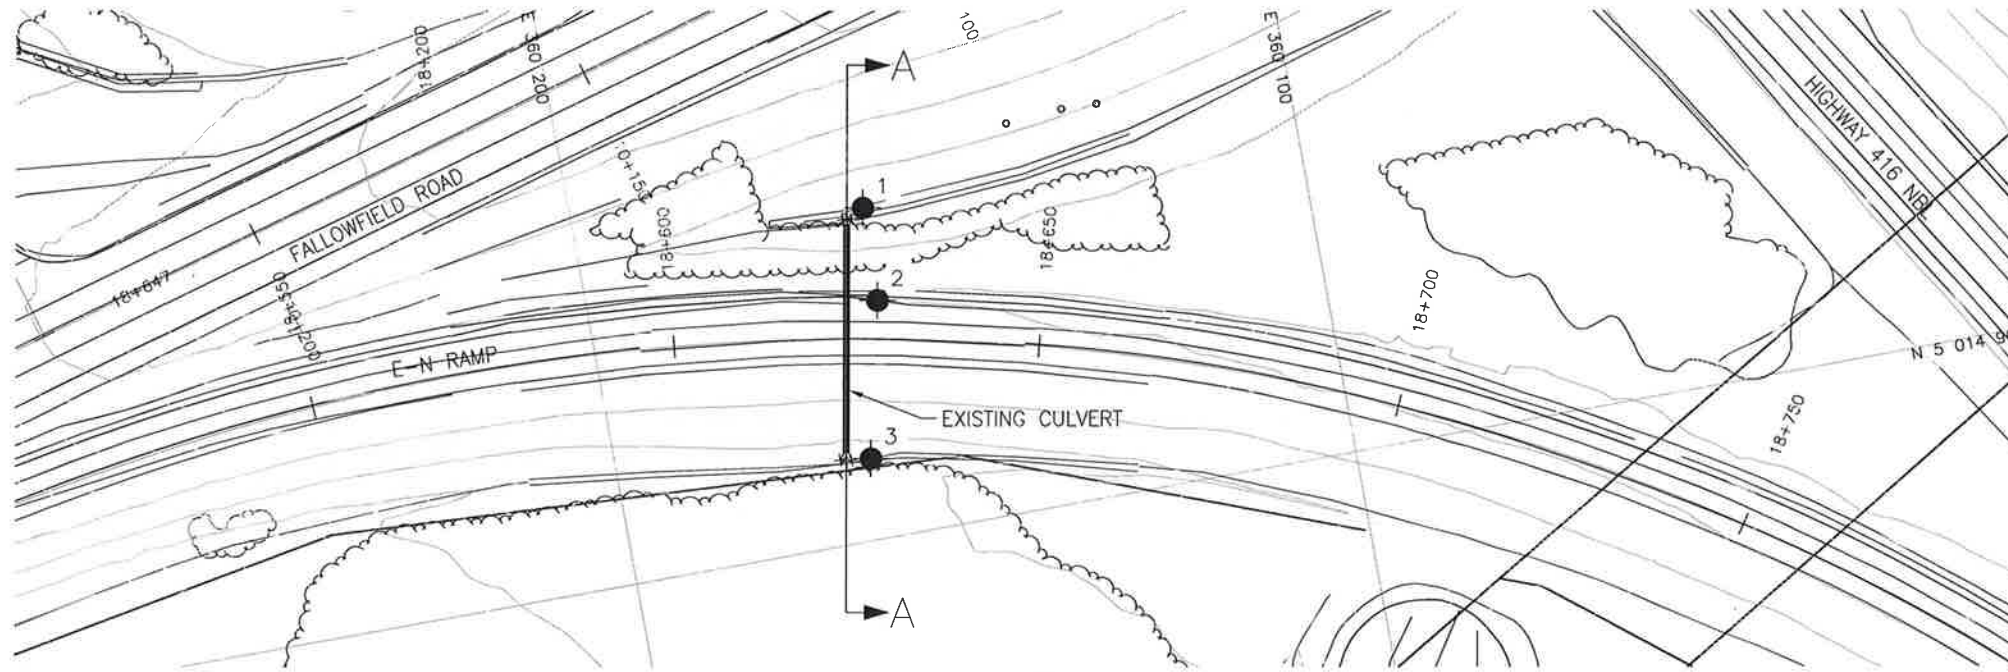 18+200
E 360 200
100
E 360 100
A
HIGHWAY 416 NBL
FALLOWFIELD ROAD
1
18+600
18+650
2
18+647
18+700
N 5 014 9
E-N RAMP
EXISTING CULVERT
3
18+750
A